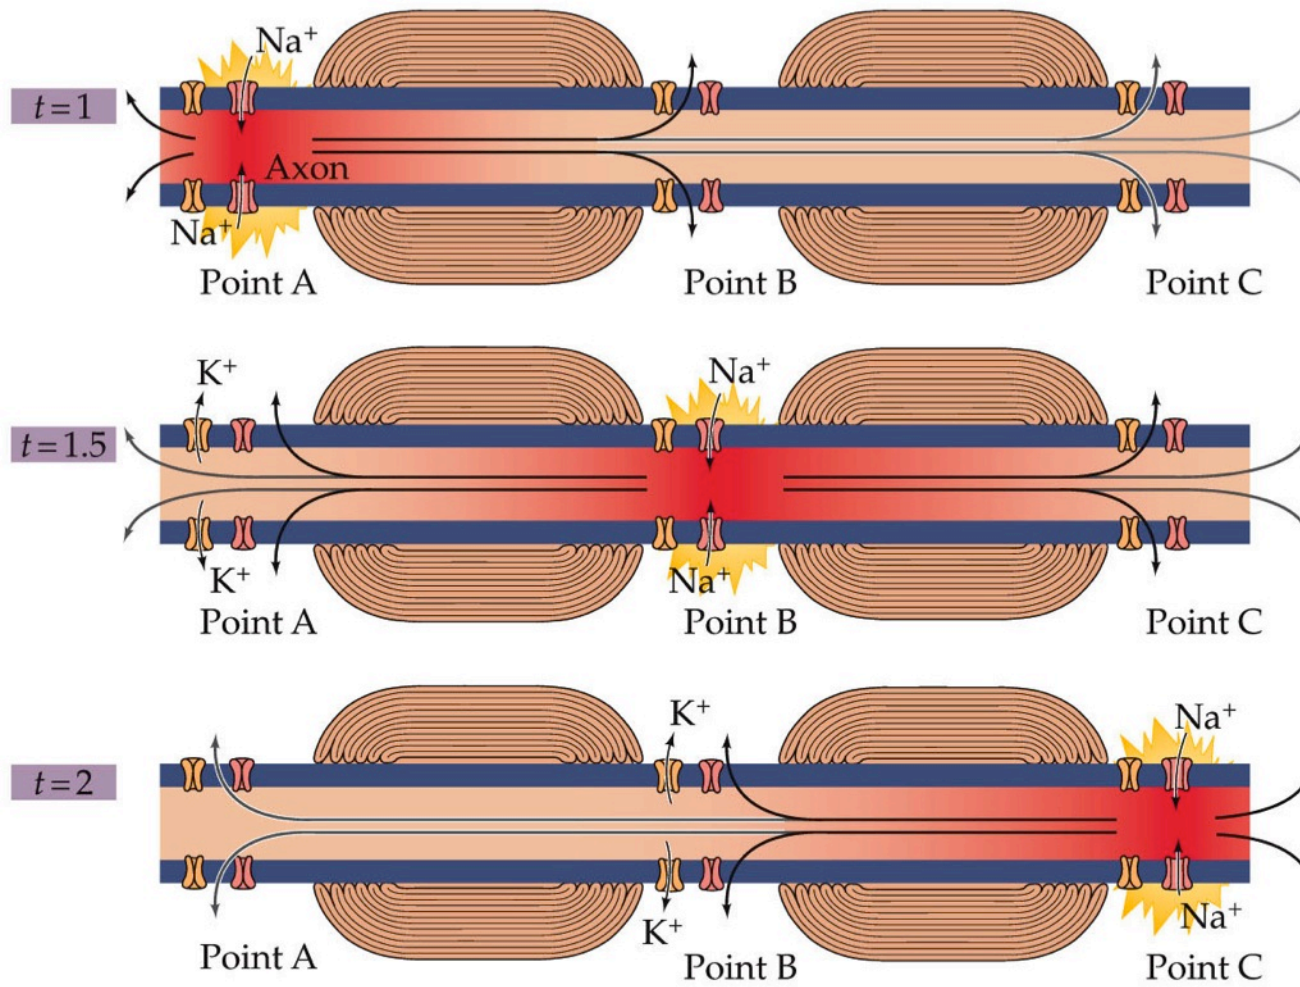 Na⁺
t = 1
Axon
Na⁺
Point A Point B Point C
K⁺ Na⁺
t = 1.5
K⁺ Na⁺
Point A Point B Point C
K⁺ Na⁺
t = 2
K⁺ Na⁺
Point A Point B Point C